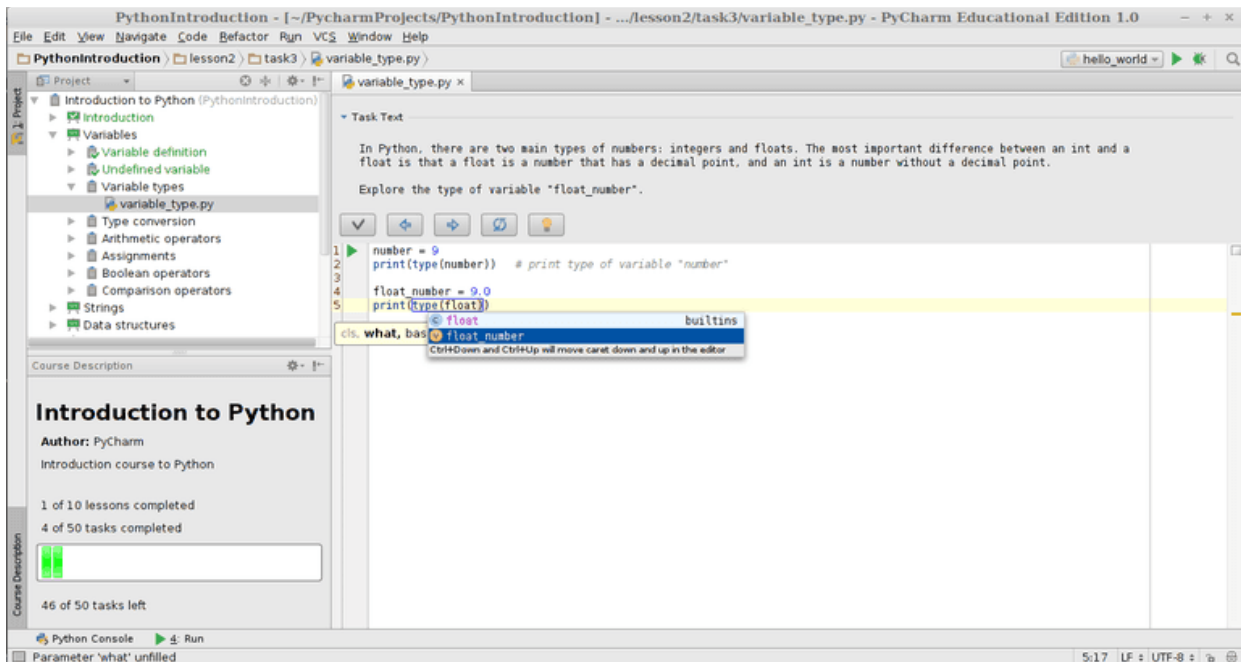 PythonIntroduction - [~/PycharmProjects/PythonIntroduction] - .../lesson2/task3/variable_type.py - PyCharm Educational Edition 1.0
File Edit View Navigate Code Refactor Run VCS Window Help
PythonIntroduction lesson2 task3 variable_type.py hello_world
1: Project
Project
variable_type.py
Introduction to Python (PythonIntroduction)
Introduction
Variables
Variable definition
Undefined variable
Variable types
variable_type.py
Type conversion
Arithmetic operators
Assignments
Boolean operators
Comparison operators
Strings
Data structures
Task Text
In Python, there are two main types of numbers: integers and floats. The most important difference between an int and a
float is that a float is a number that has a decimal point, and an int is a number without a decimal point.
Explore the type of variable "float_number".
1 number = 9
2 print(type(number)) # print type of variable "number"
3
4 float_number = 9.0
5 print(type(float))
float builtins
cls, what, bas
float_number
Ctrl+Down and Ctrl+Up will move caret down and up in the editor
Course Description
Course Description
Introduction to Python
Author: PyCharm
Introduction course to Python
1 of 10 lessons completed
4 of 50 tasks completed
46 of 50 tasks left
Python Console 4: Run
Parameter 'what' unfilled 5:17 LF UTF-8